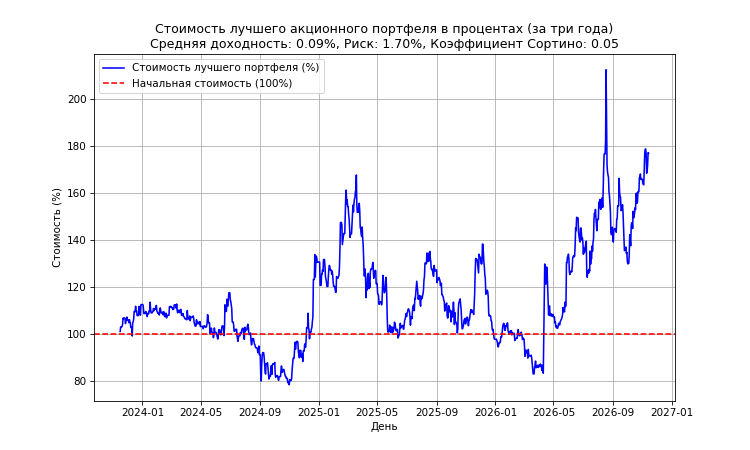 Стоимость лучшего акционного портфеля в процентах (за три года)
Средняя доходность: 0.09%, Риск: 1.70%, Коэффициент Сортино: 0.05
Стоимость лучшего портфеля (%)
Начальная стоимость (100%)
Стоимость (%)
200
180
160
140
120
100
80
2024-01
2024-05
2024-09
2025-01
2025-05
2025-09
2026-01
2026-05
2026-09
2027-01
День